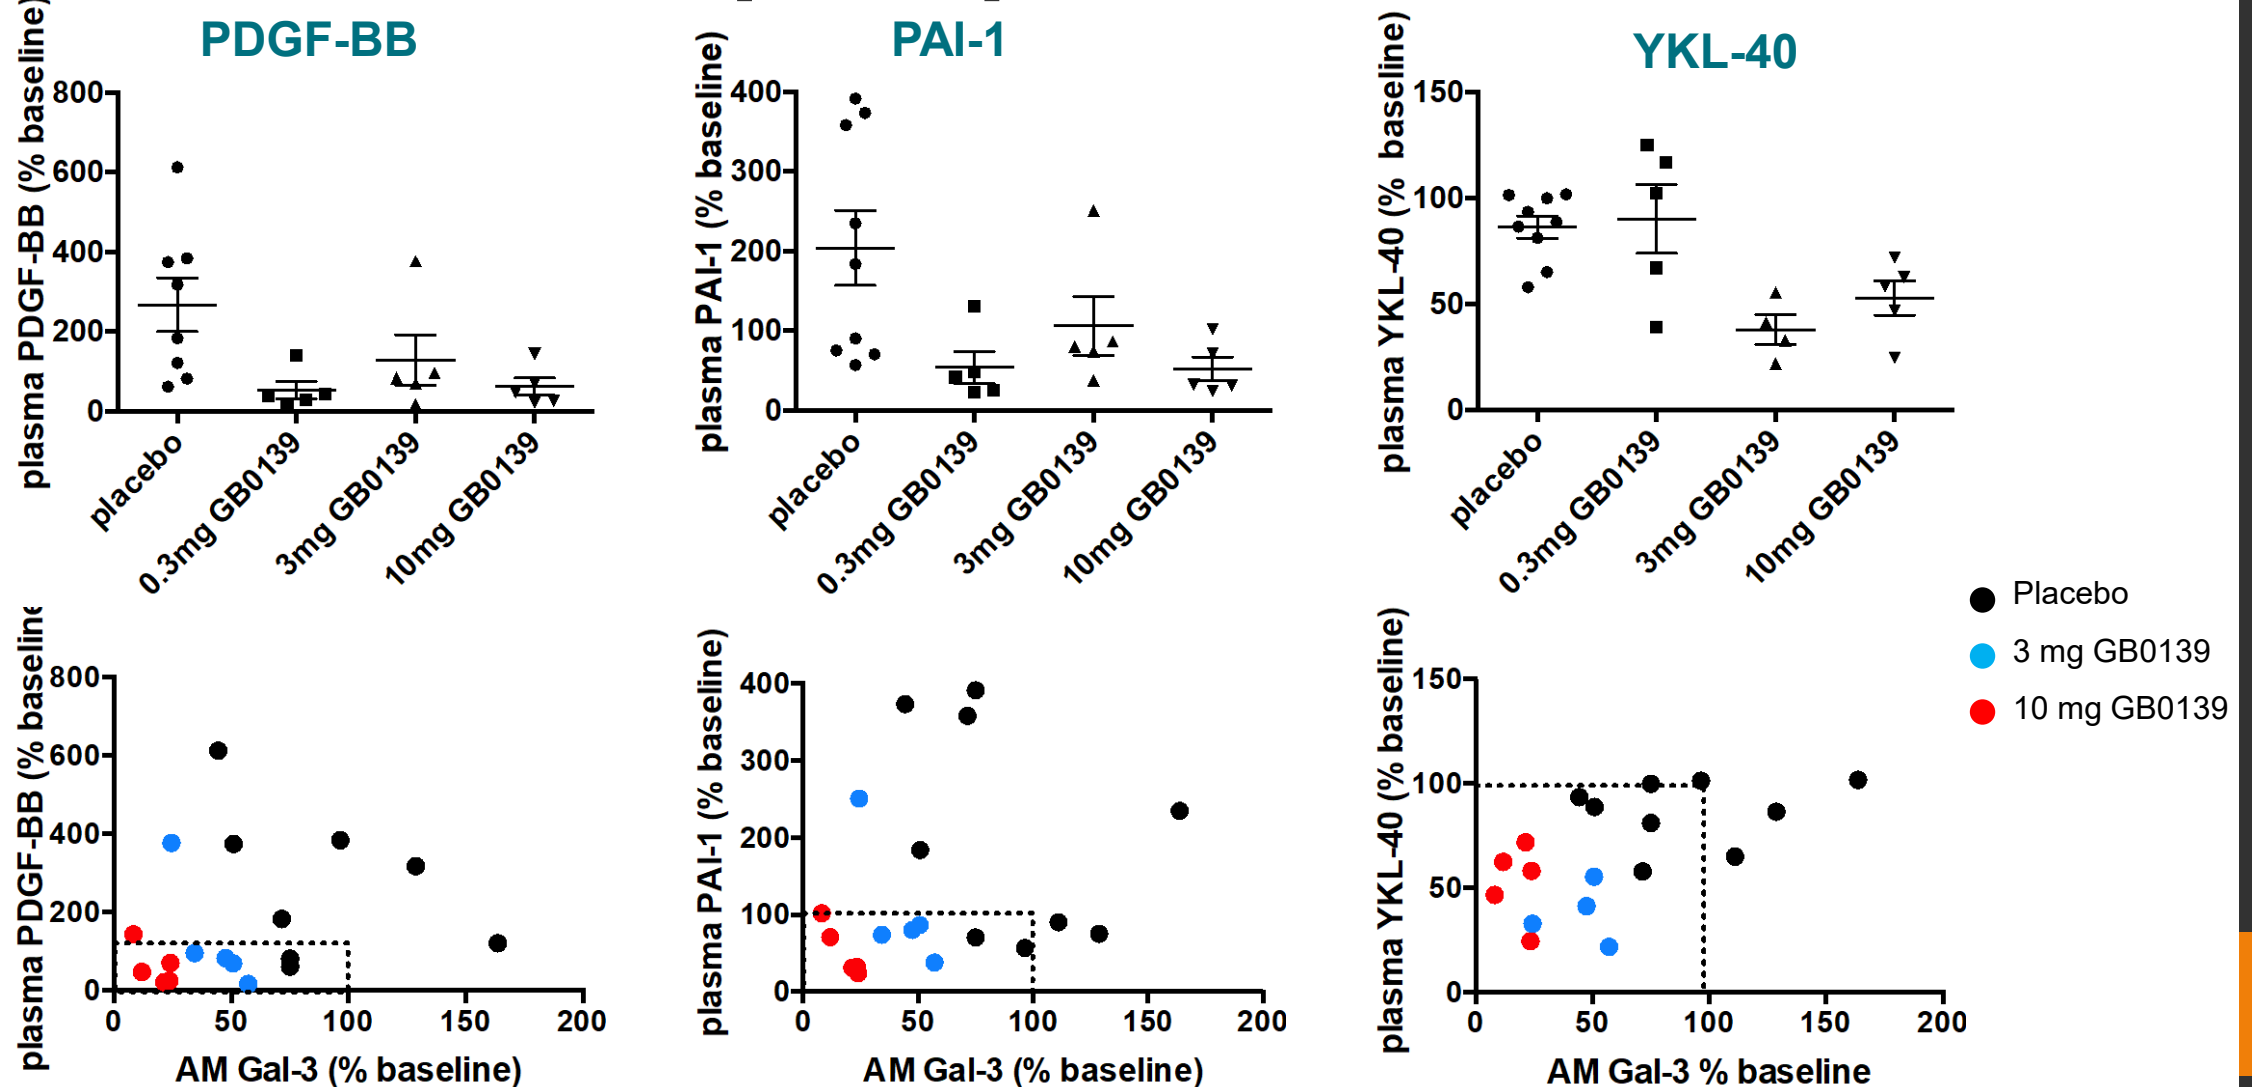 PDGF-BB
plasma PDGF-BB (% baseline)
800
600
400
200
0
placebo
0.3mg GB0139
3mg GB0139
10mg GB0139
PAI-1
plasma PAI-1 (% baseline)
400
300
200
100
0
placebo
0.3mg GB0139
3mg GB0139
10mg GB0139
YKL-40
plasma YKL-40 (% baseline)
150
100
50
0
placebo
0.3mg GB0139
3mg GB0139
10mg GB0139
plasma PDGF-BB (% baseline
800
600
400
200
0
0 50 100 150 200
AM Gal-3 (% baseline)
plasma PAI-1 (% baseline)
400
300
200
100
0
0 50 100 150 200
AM Gal-3 (% baseline)
plasma YKL-40 (% baseline)
150
100
50
0
0 50 100 150 200
AM Gal-3 % baseline
Placebo
3 mg GB0139
10 mg GB0139